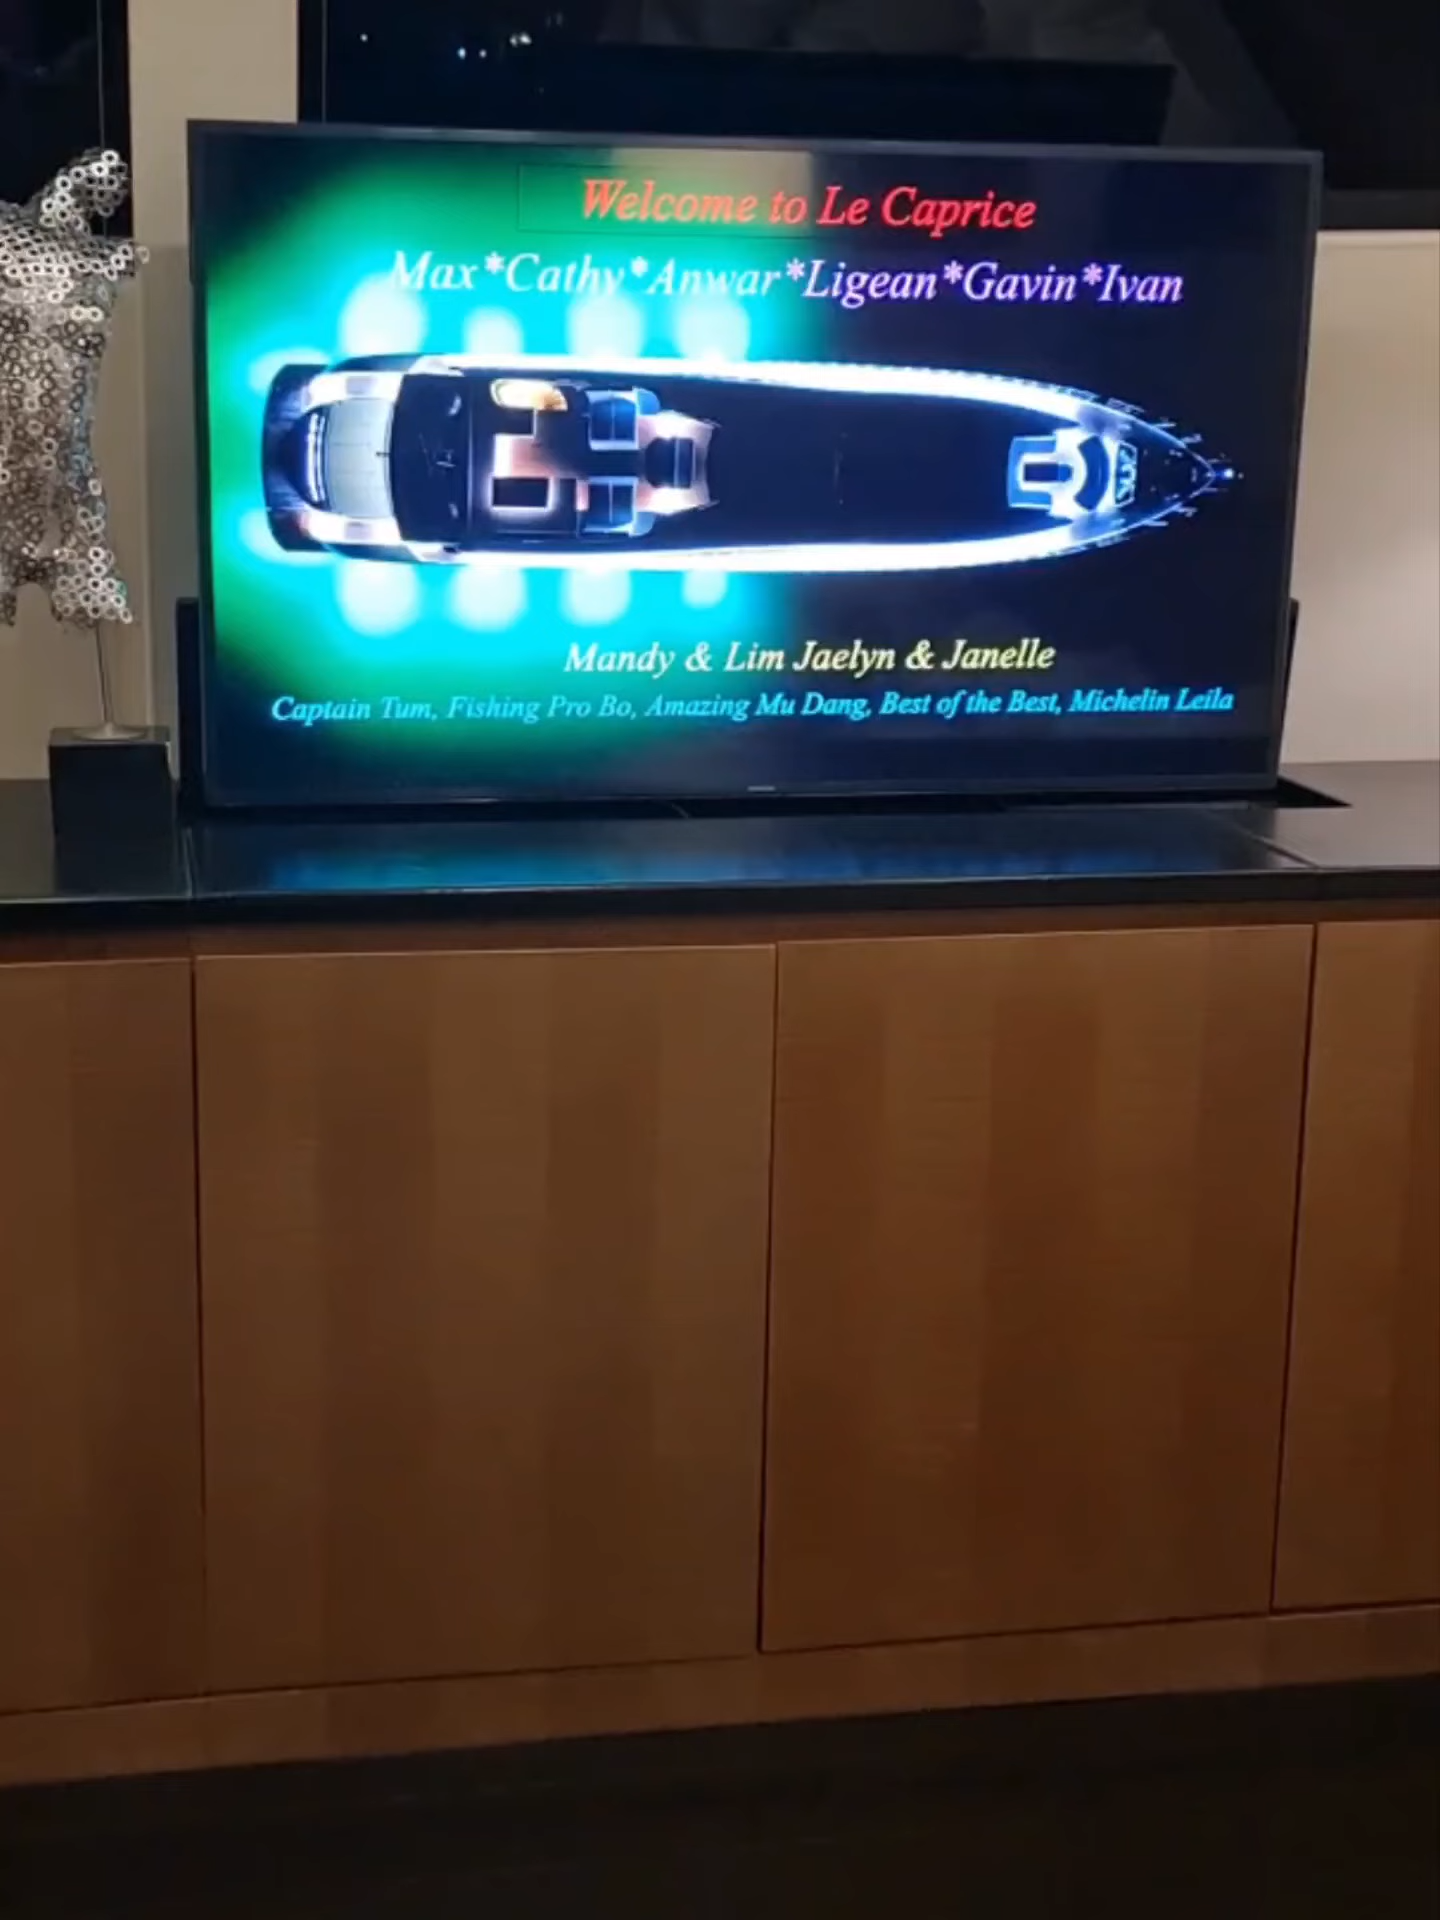 Welcome to Le Caprice
Max*Cathy*Anwar*Ligean*Gavin*Ivan
Mandy & Lim Jaelyn & Janelle
Captain Tum, Fishing Pro Bo, Amazing Mu Dang, Best of the Best, Michelin Leila